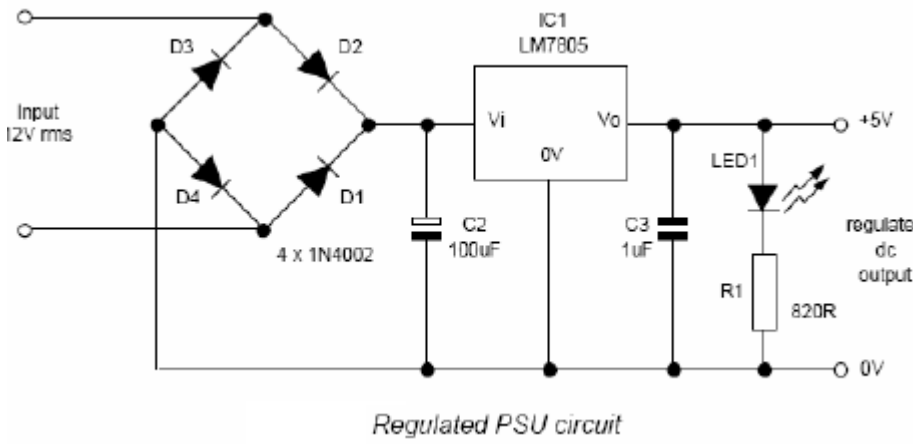 IC1
LM7805
D3
D2
Input
12V rms
Vi
Vo
0V
+5V
LED1
D4
D1
C2
100uF
C3
1uF
4 x 1N4002
regulate
dc
output
R1
820R
0V
Regulated PSU circuit